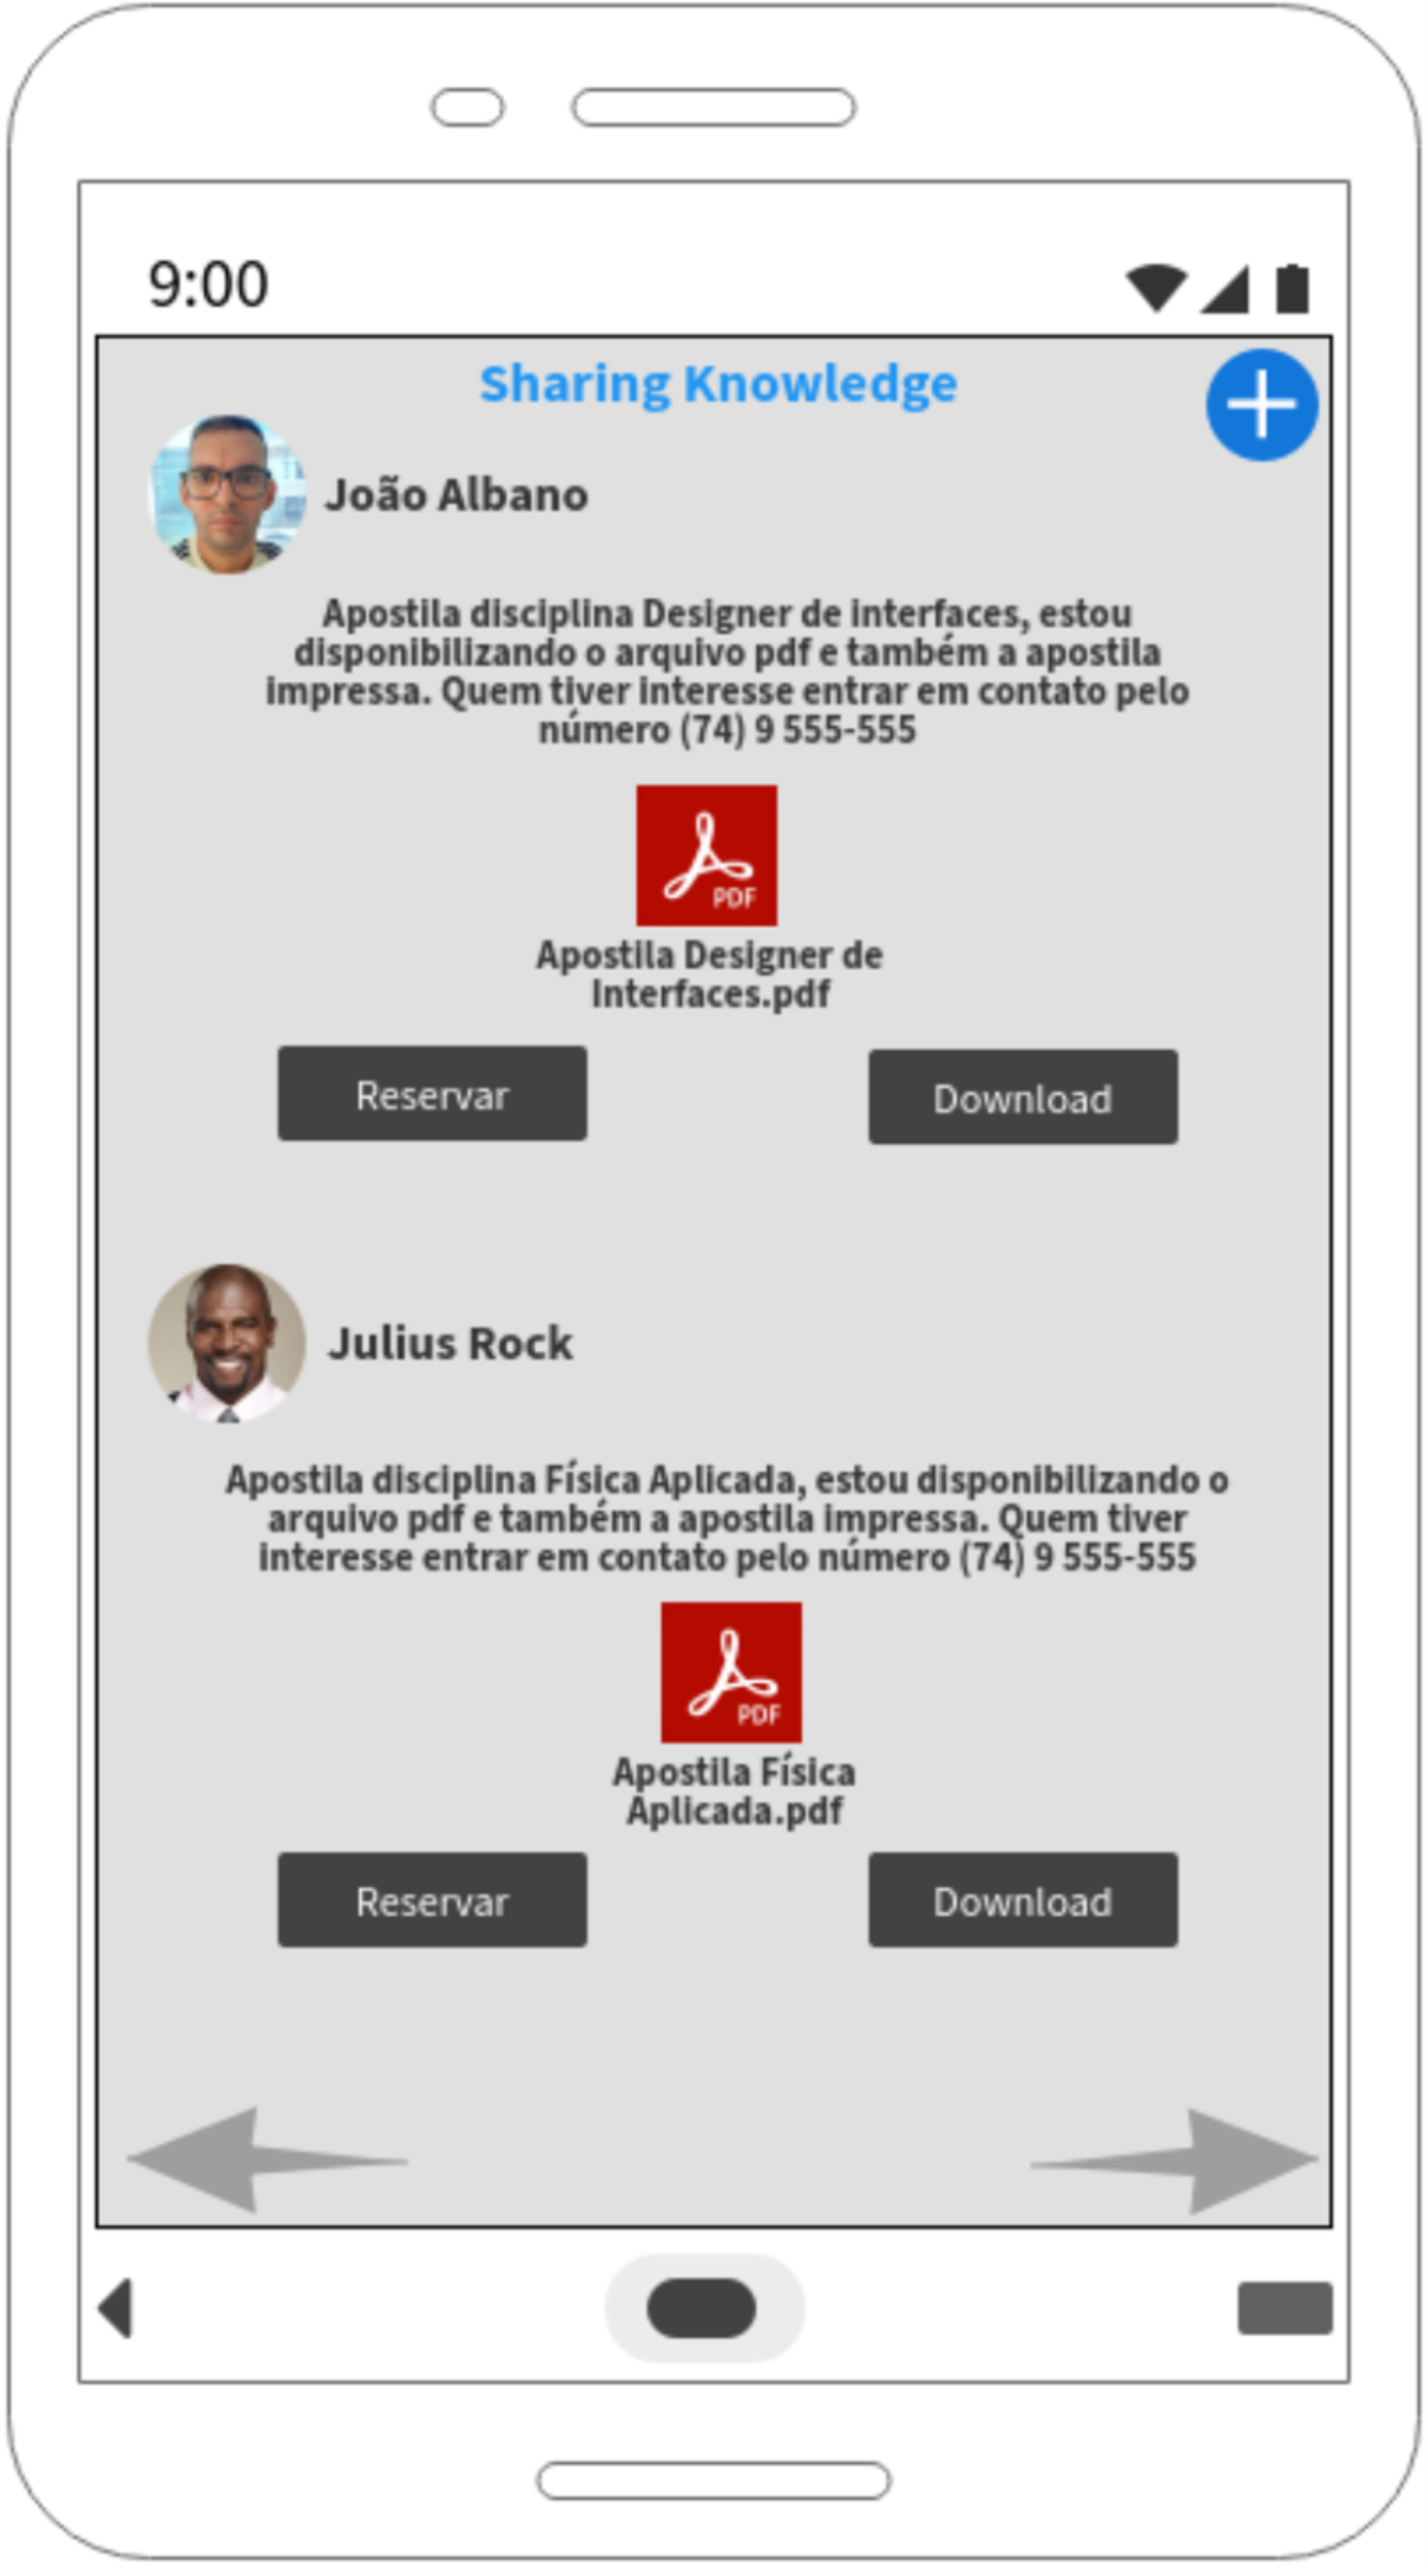 9:00
Sharing Knowledge
João Albano
Apostila disciplina Designer de interfaces, estou
disponibilizando o arquivo pdf e também a apostila
impressa. Quem tiver interesse entrar em contato pelo
número (74) 9 555-555
PDF
Apostila Designer de
Interfaces.pdf
Reservar
Download
Julius Rock
Apostila disciplina Física Aplicada, estou disponibilizando o
arquivo pdf e também a apostila impressa. Quem tiver
interesse entrar em contato pelo número (74) 9 555-555
PDF
Apostila Física
Aplicada.pdf
Reservar
Download